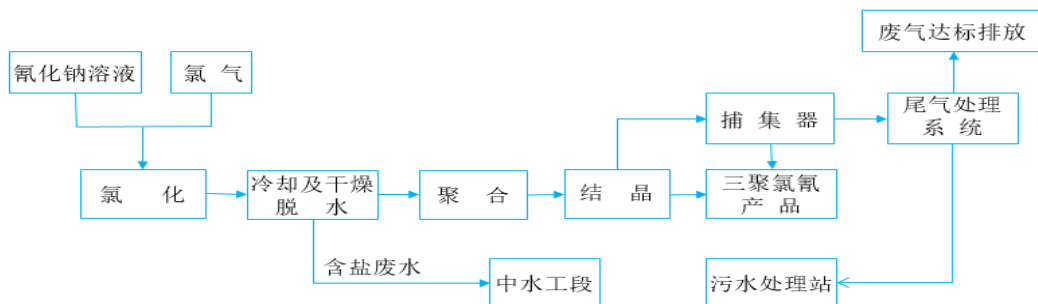 废气达标排放
氰化钠溶液
氯 气
捕 集 器
尾气处理
系 统
氯 化
冷却及干燥
脱 水
聚 合
结 晶
三聚氯氰
产 品
含盐废水
中水工段
污水处理站